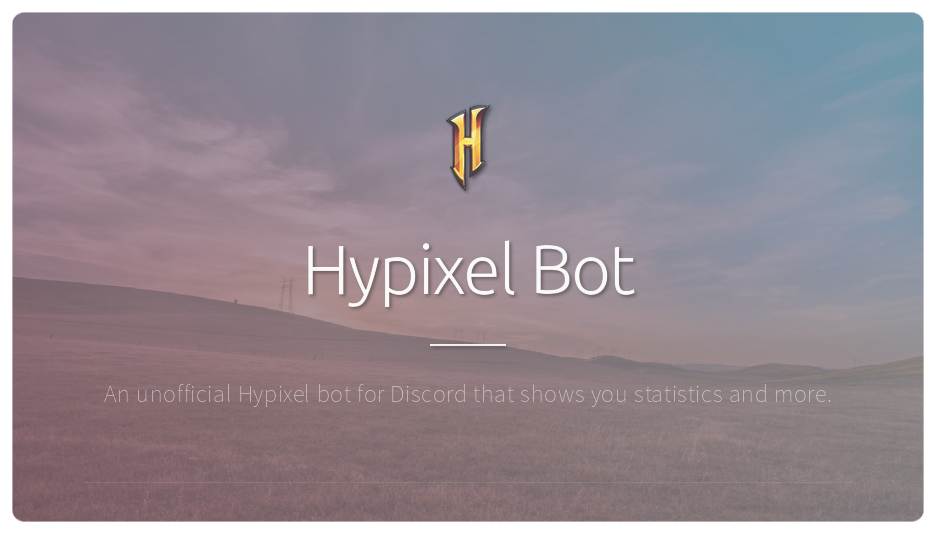 H
Hypixel Bot
An unofficial Hypixel bot for Discord that shows you statistics and more.